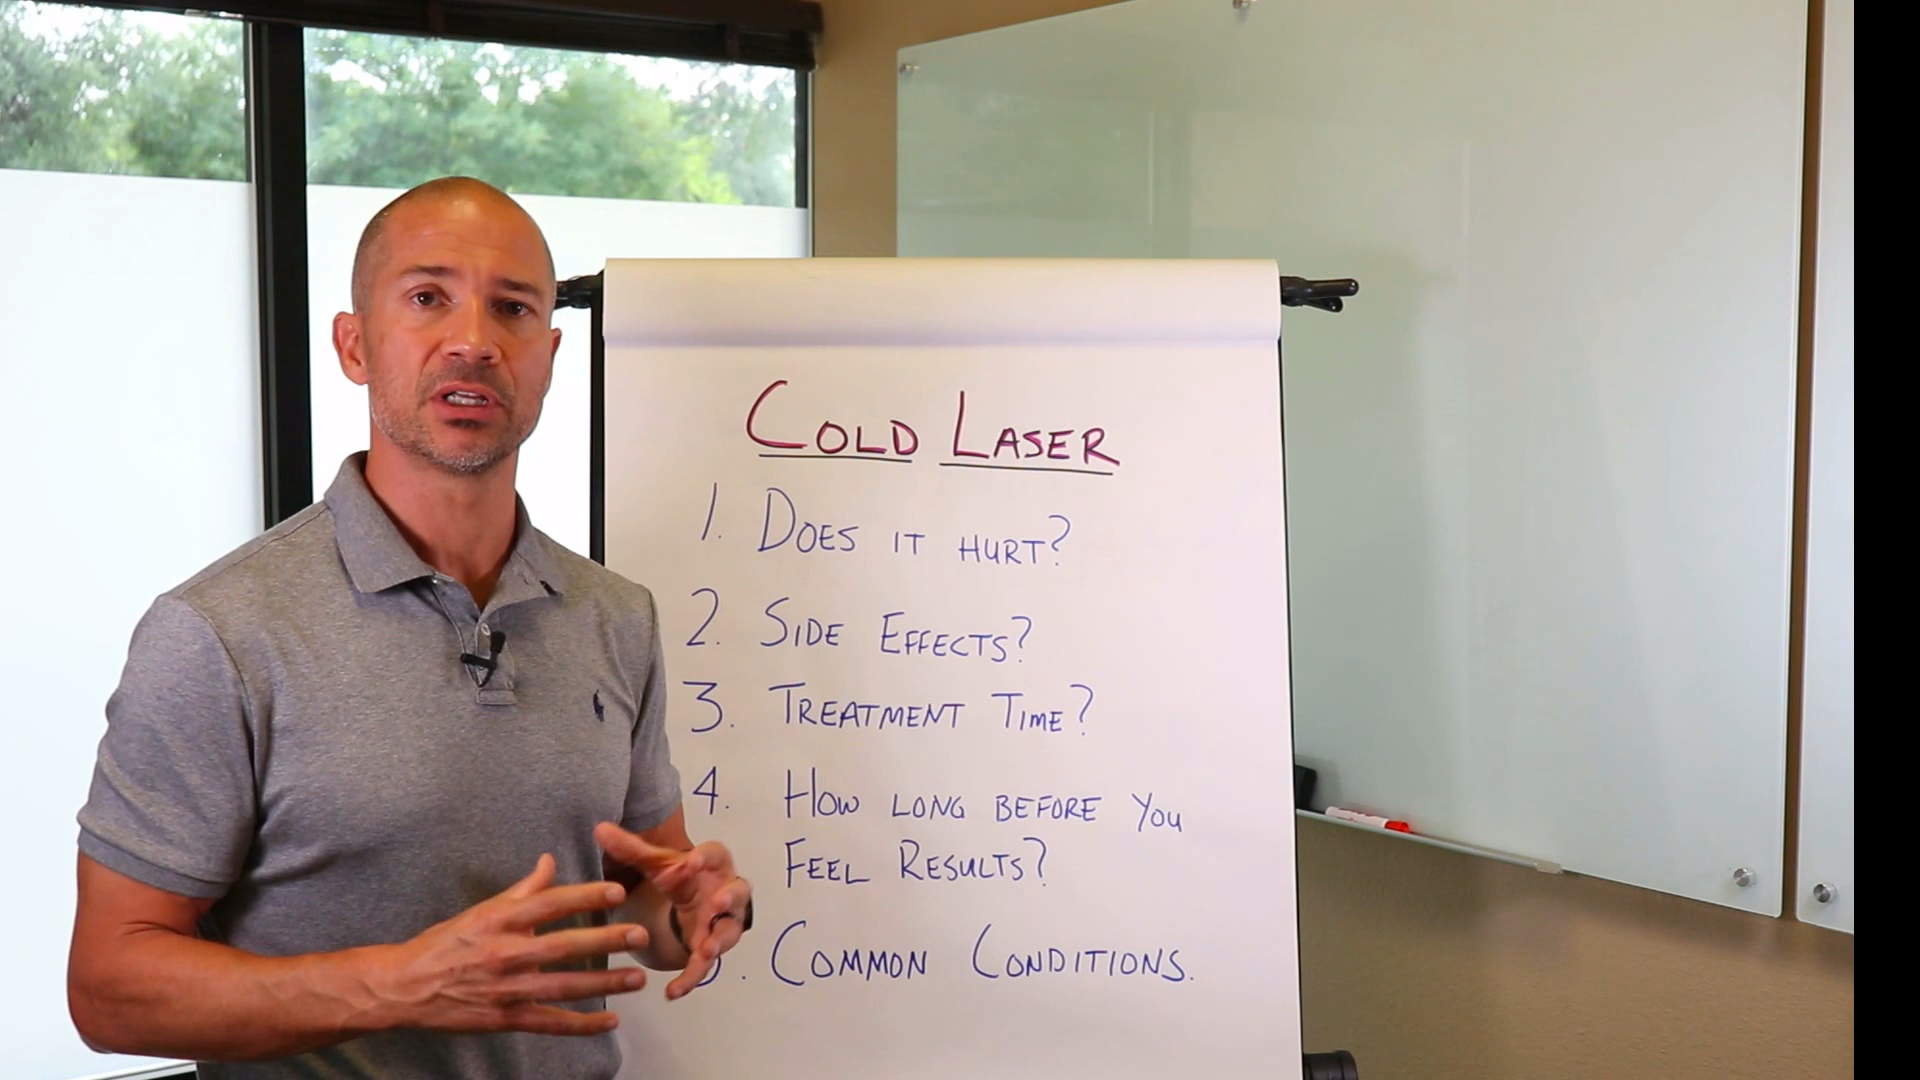 COLD LASER
1. DOES IT HURT?
2. SIDE EFFECTS?
3. TREATMENT TIME?
4. HOW LONG BEFORE YOU
FEEL RESULTS?
. COMMON CONDITIONS.